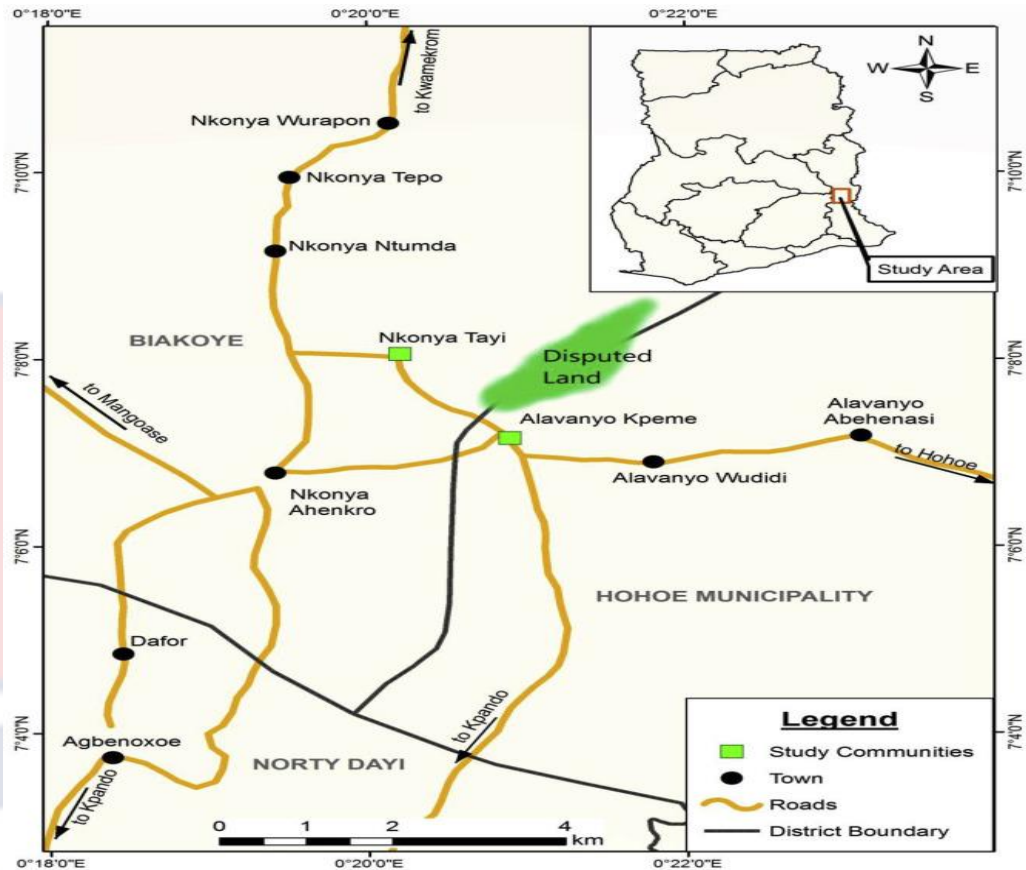 0°18'0"E
0°20'0"E
0°22'0"E
N
W
E
S
to Kwamekrom
Nkonya Wurapon
7°10'0"N
7°10'0"N
Nkonya Tepo
Nkonya Ntumda
Study Area
BIAKOYE
Nkonya Tayi
Disputed
Land
7°8'0"N
7°8'0"N
to Mangoase
Alavanyo Kpeme
Alavanyo
Abehenasi
to Hohoe
Alavanyo Wudidi
Nkonya
Ahenkro
7°6'0"N
7°6'0"N
HOHOE MUNICIPALITY
Dafor
to Kpando
7°4'0"N
7°4'0"N
Agbenoxoe
NORTY DAYI
to Kpando
Legend
Study Communities
Town
Roads
District Boundary
0 1 2 4
km
0°18'0"E
0°20'0"E
0°22'0"E